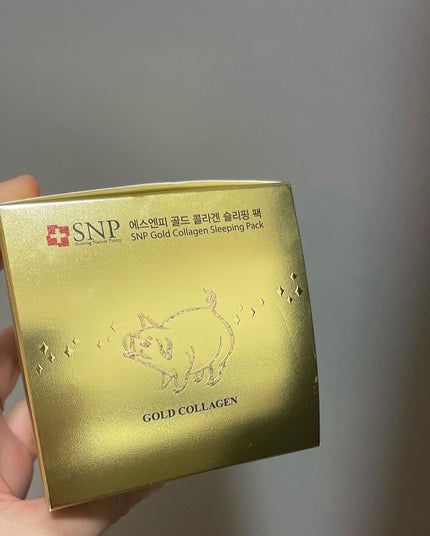 SNP
Sharing Nature Purity
에스엔피 골드 콜라겐 슬리핑 팩
SNP Gold Collagen Sleeping Pack
GOLD COLLAGEN